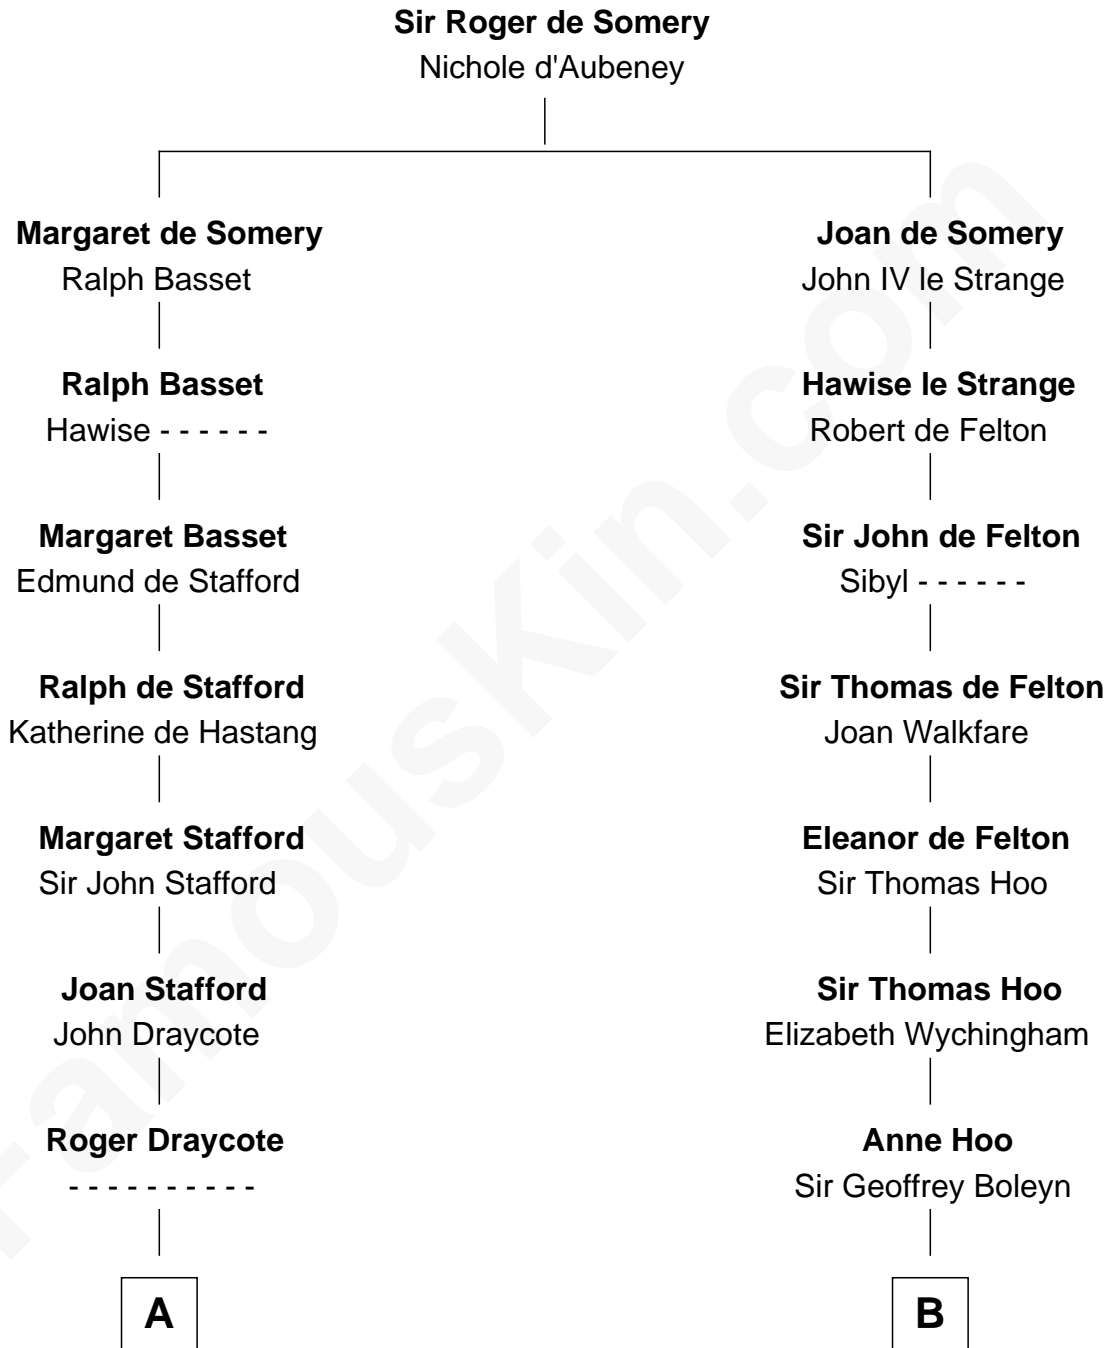 Sir Roger de Somery
Nichole d'Aubeney
Margaret de Somery
Ralph Basset
Joan de Somery
John IV le Strange
Ralph Basset
Hawise - - - - - -
Hawise le Strange
Robert de Felton
Margaret Basset
Edmund de Stafford
Sir John de Felton
Sibyl - - - - - -
Ralph de Stafford
Katherine de Hastang
Sir Thomas de Felton
Joan Walkfare
Margaret Stafford
Sir John Stafford
Eleanor de Felton
Sir Thomas Hoo
Joan Stafford
John Draycote
Sir Thomas Hoo
Elizabeth Wychingham
Roger Draycote
- - - - - - - - - -
Anne Hoo
Sir Geoffrey Boleyn
A
B
FamousKin.com